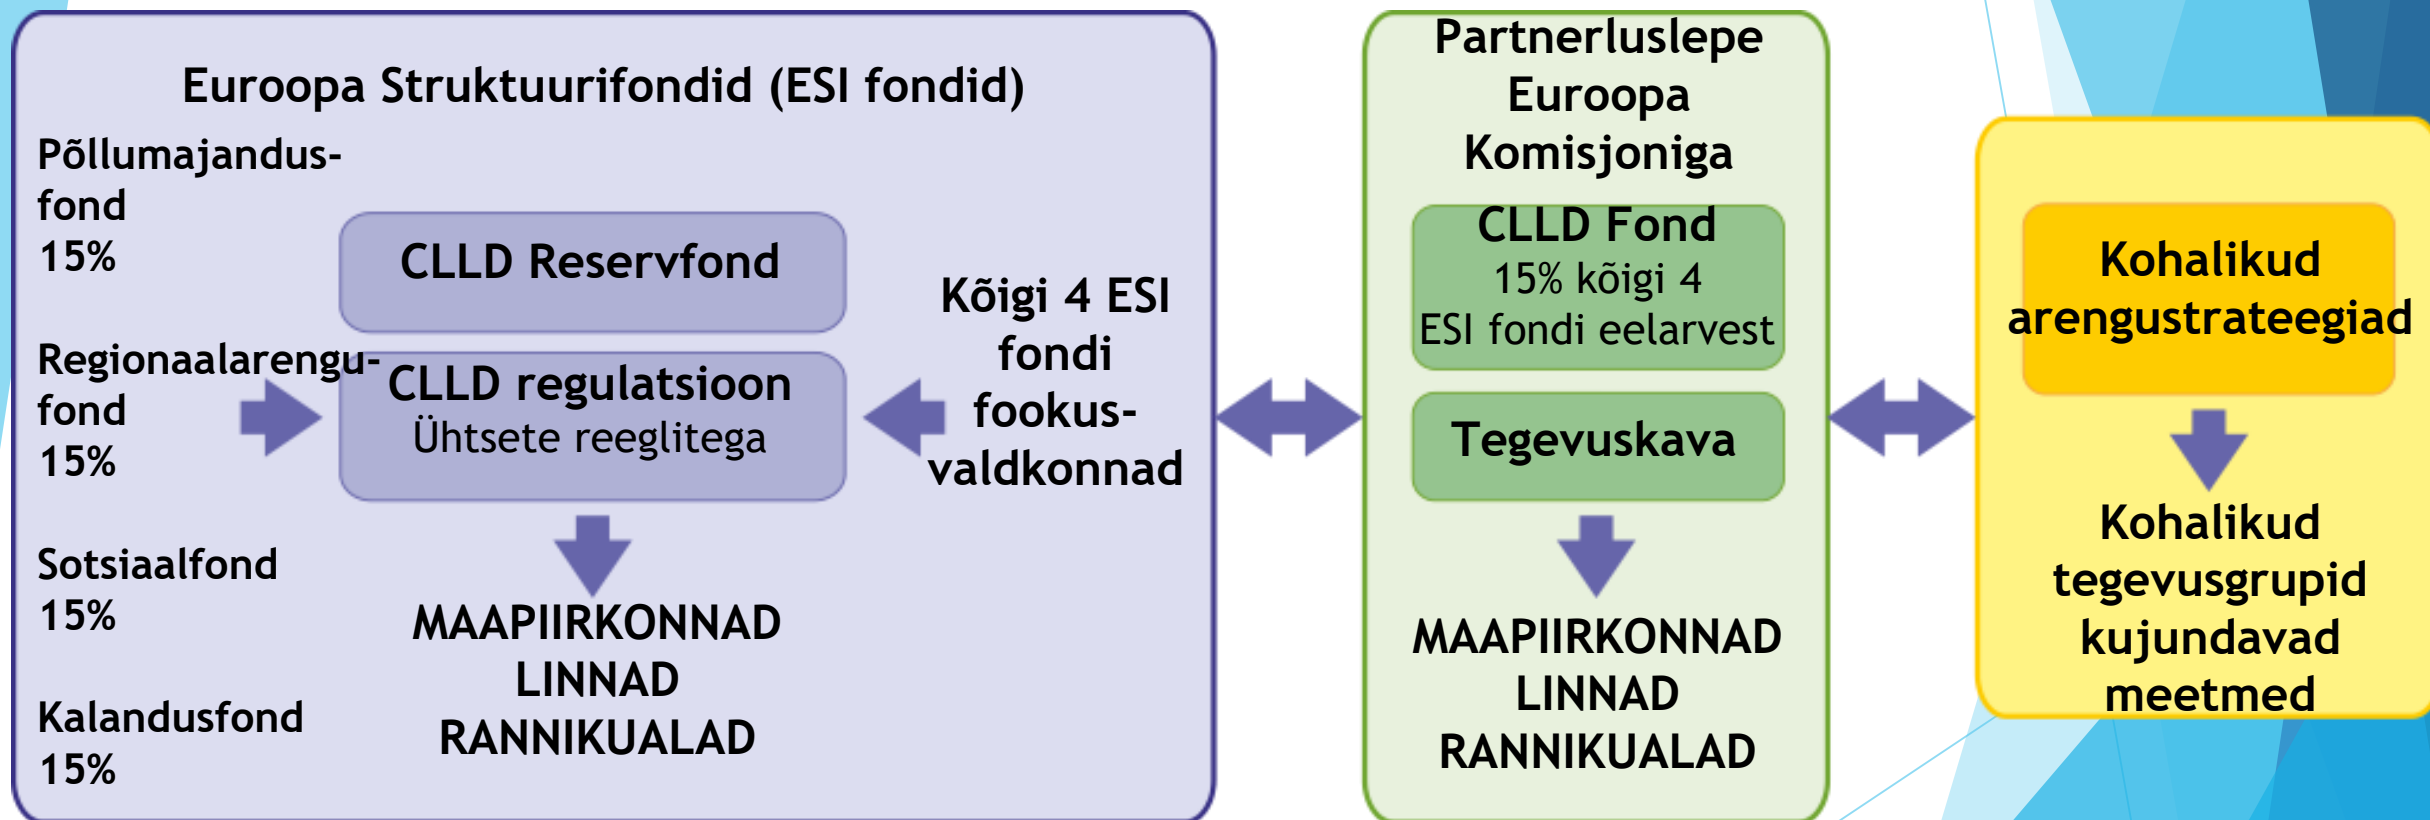 Euroopa Struktuurifondid (ESI fondid)
Põllumajandus-
fond
15%
Regionaalarengu-
fond
15%
Sotsiaalfond
15%
Kalandusfond
15%
CLLD Reservfond
CLLD regulatsioon
Ühtsete reeglitega
MAAPIIRKONNAD
LINNAD
RANNIKUALAD
Kõigi 4 ESI
fondi
fookus-
valdkonnad
Partnerluslepe
Euroopa
Komisjoniga
CLLD Fond
15% kõigi 4
ESI fondi eelarvest
Tegevuskava
MAAPIIRKONNAD
LINNAD
RANNIKUALAD
Kohalikud
arengustrateegiad
Kohalikud
tegevusgrupid
kujundavad
meetmed